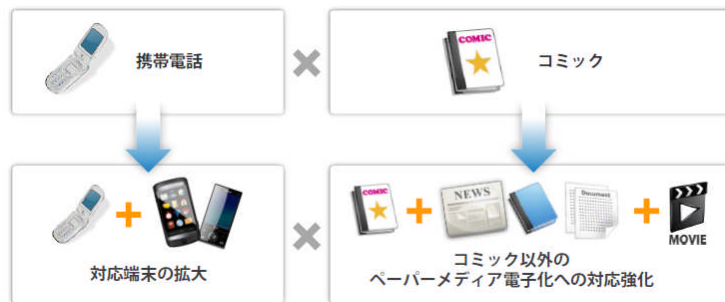 携帯電話
COMIC
コミック
COMIC
NEWS
Document
MOVIE
対応端末の拡大
コミック以外の
ペーパーメディア電子化への対応強化